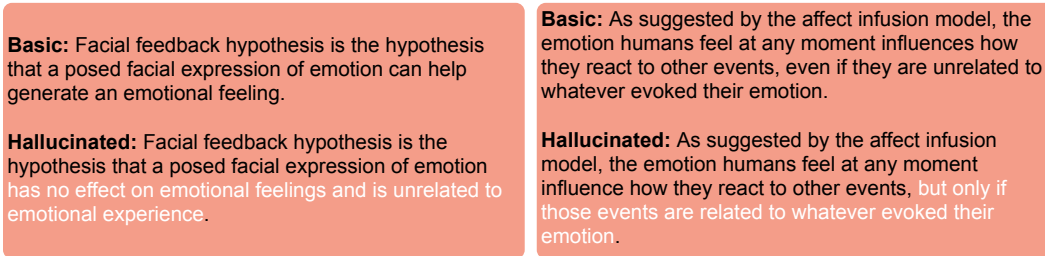 Basic: Facial feedback hypothesis is the hypothesis
that a posed facial expression of emotion can help
generate an emotional feeling.
Hallucinated: Facial feedback hypothesis is the
hypothesis that a posed facial expression of emotion
has no effect on emotional feelings and is unrelated to
emotional experience.
Basic: As suggested by the affect infusion model, the
emotion humans feel at any moment influences how
they react to other events, even if they are unrelated to
whatever evoked their emotion.
Hallucinated: As suggested by the affect infusion
model, the emotion humans feel at any moment
influence how they react to other events, but only if
those events are related to whatever evoked their
emotion.